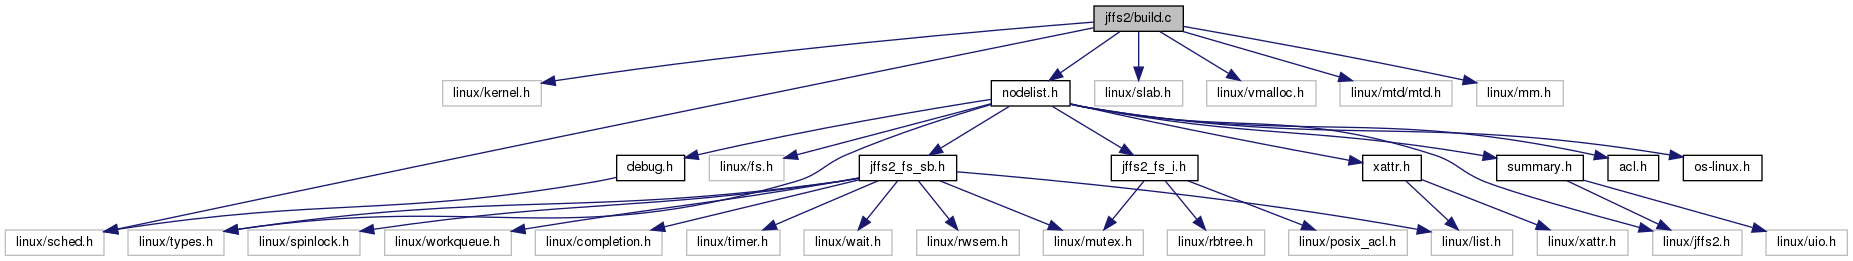 jffs2/build.c
linux/kernel.h
nodelist.h
linux/slab.h
linux/vmalloc.h
linux/mtd/mtd.h
linux/mm.h
debug.h
linux/fs.h
jffs2_fs_sb.h
jffs2_fs_i.h
xattr.h
summary.h
acl.h
os-linux.h
linux/sched.h
linux/types.h
linux/spinlock.h
linux/workqueue.h
linux/completion.h
linux/timer.h
linux/wait.h
linux/rwsem.h
linux/mutex.h
linux/rbtree.h
linux/posix_acl.h
linux/list.h
linux/xattr.h
linux/jffs2.h
linux/uio.h